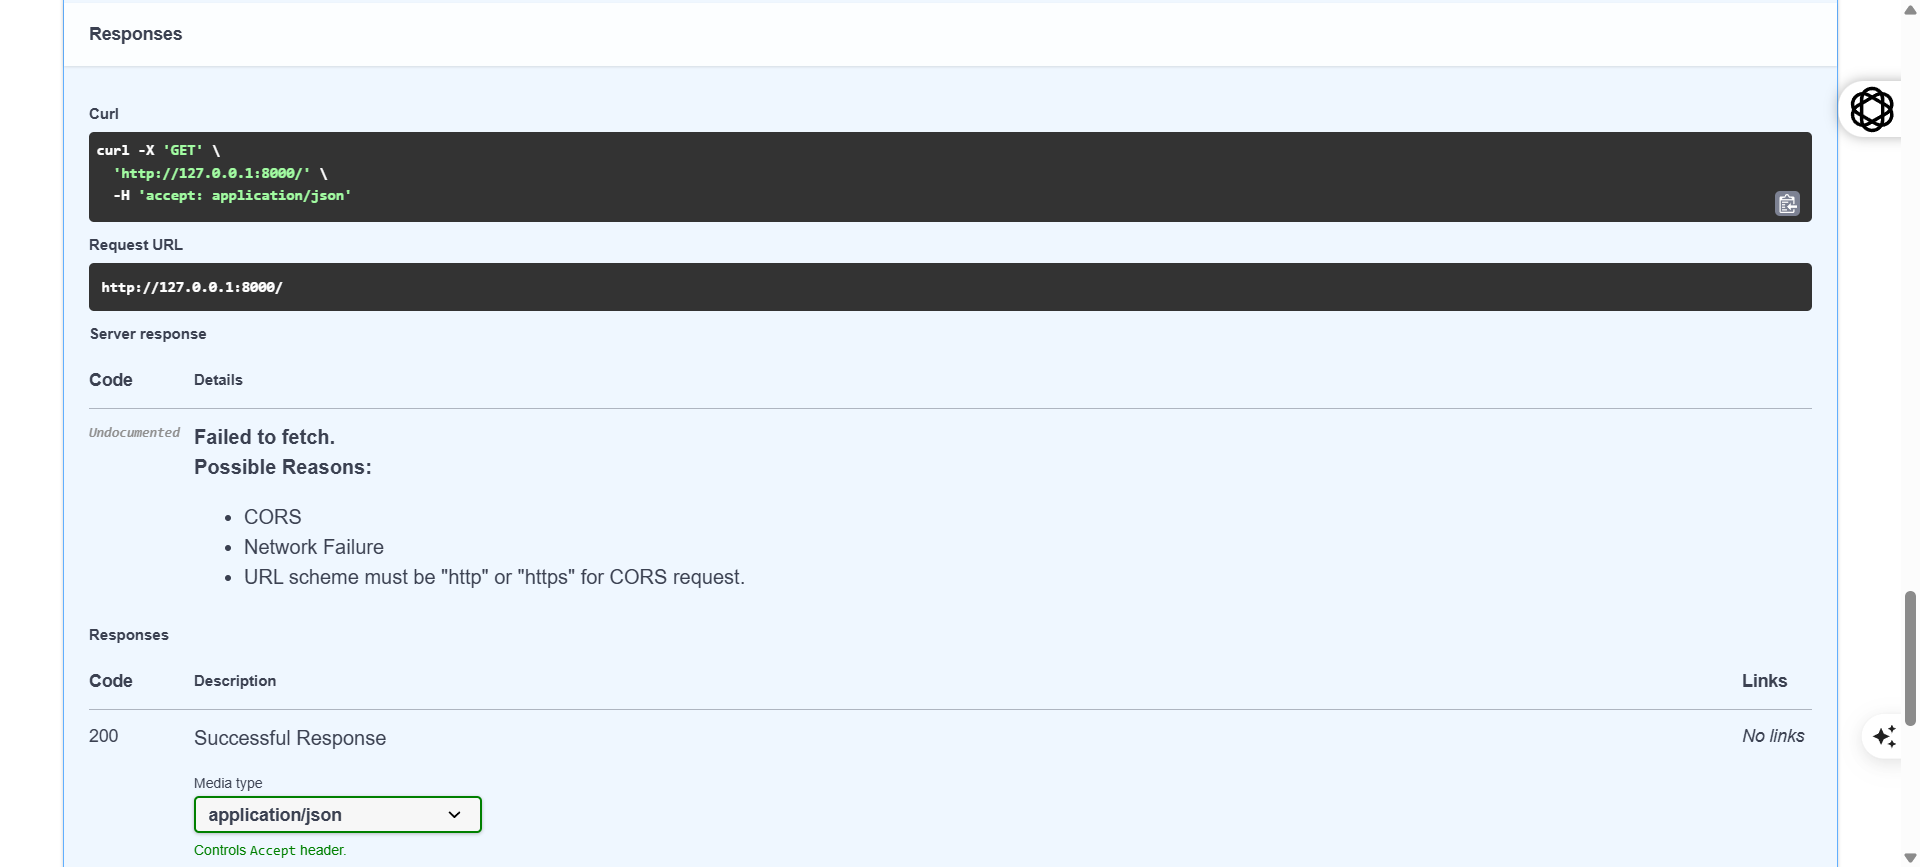 Responses
Curl
curl -X 'GET' \
'http://127.0.0.1:8000/' \
-H 'accept: application/json'
Request URL
http://127.0.0.1:8000/
Server response
Code Details
Undocumented Failed to fetch.
Possible Reasons:
• CORS
• Network Failure
• URL scheme must be "http" or "https" for CORS request.
Responses
Code Description Links
200 Successful Response No links
Media type
application/json
Controls Accept header.